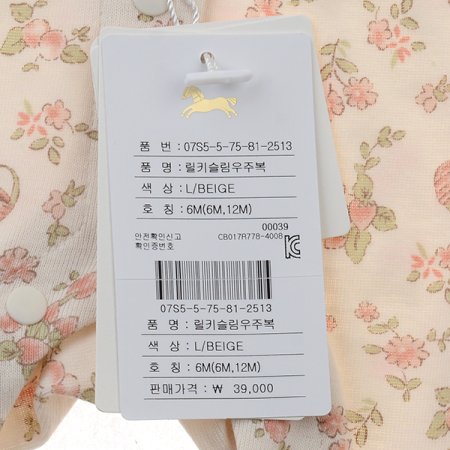 품 번 : 07S5-5-75-81-2513
품 명 : 릴키슬림우주복
색 상 : L/BEIGE
호 칭 : 6M(6M,12M)
00039
안전확인신고
확인증번호 CB017R778-4008
07S5-5-75-81-2513
품 명 : 릴키슬림우주복
색 상 : L/BEIGE
호 칭 : 6M(6M,12M)
판매가격 : ₩ 39,000